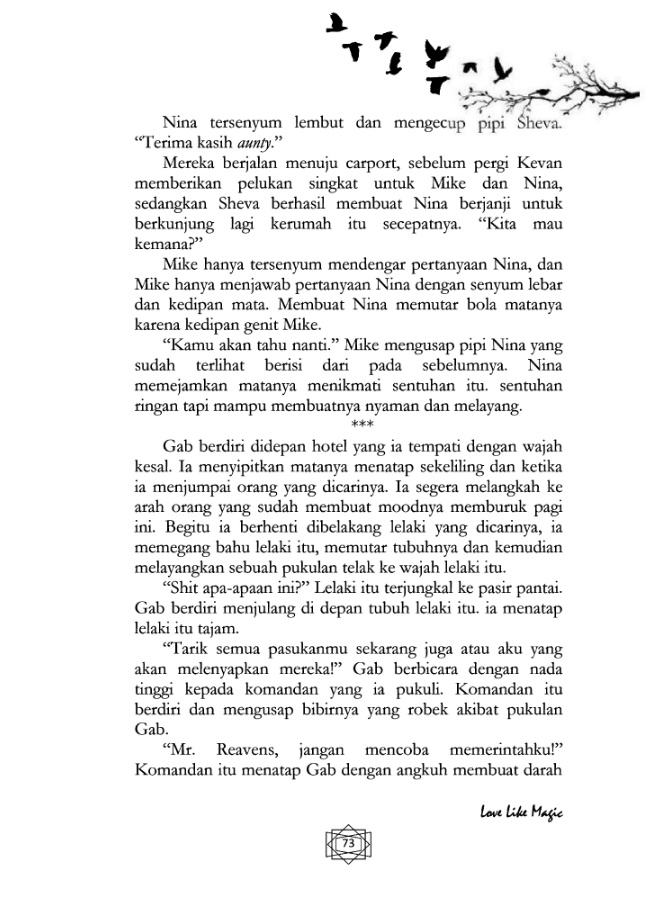 Nina tersenyum lembut dan mengecup pipi Sheva.
“Terima kasih aunty.”
Mereka berjalan menuju carport, sebelum pergi Kevan
memberikan pelukan singkat untuk Mike dan Nina,
sedangkan Sheva berhasil membuat Nina berjanji untuk
berkunjung lagi kerumah itu secepatnya. “Kita mau
kemana?”
Mike hanya tersenyum mendengar pertanyaan Nina, dan
Mike hanya menjawab pertanyaan Nina dengan senyum lebar
dan kedipan mata. Membuat Nina memutar bola matanya
karena kedipan genit Mike.
“Kamu akan tahu nanti.” Mike mengusap pipi Nina yang
sudah terlihat berisi dari pada sebelumnya. Nina
memejamkan matanya menikmati sentuhan itu. sentuhan
ringan tapi mampu membuatnya nyaman dan melayang.
***
Gab berdiri didepan hotel yang ia tempati dengan wajah
kesal. Ia menyipitkan matanya menatap sekeliling dan ketika
ia menjumpai orang yang dicarinya. Ia segera melangkah ke
arah orang yang sudah membuat moodnya memburuk pagi
ini. Begitu ia berhenti dibelakang lelaki yang dicarinya, ia
memegang bahu lelaki itu, memutar tubuhnya dan kemudian
melayangkan sebuah pukulan telak ke wajah lelaki itu.
“Shit apa-apaan ini?” Lelaki itu terjungkal ke pasir pantai.
Gab berdiri menjulang di depan tubuh lelaki itu. ia menatap
lelaki itu tajam.
“Tarik semua pasukanmu sekarang juga atau aku yang
akan melenyapkan mereka!” Gab berbicara dengan nada
tinggi kepada komandan yang ia pukuli. Komandan itu
berdiri dan mengusap bibirnya yang robek akibat pukulan
Gab.
“Mr. Reavens, jangan mencoba memerintahku!”
Komandan itu menatap Gab dengan angkuh membuat darah
Love Like Magic
73